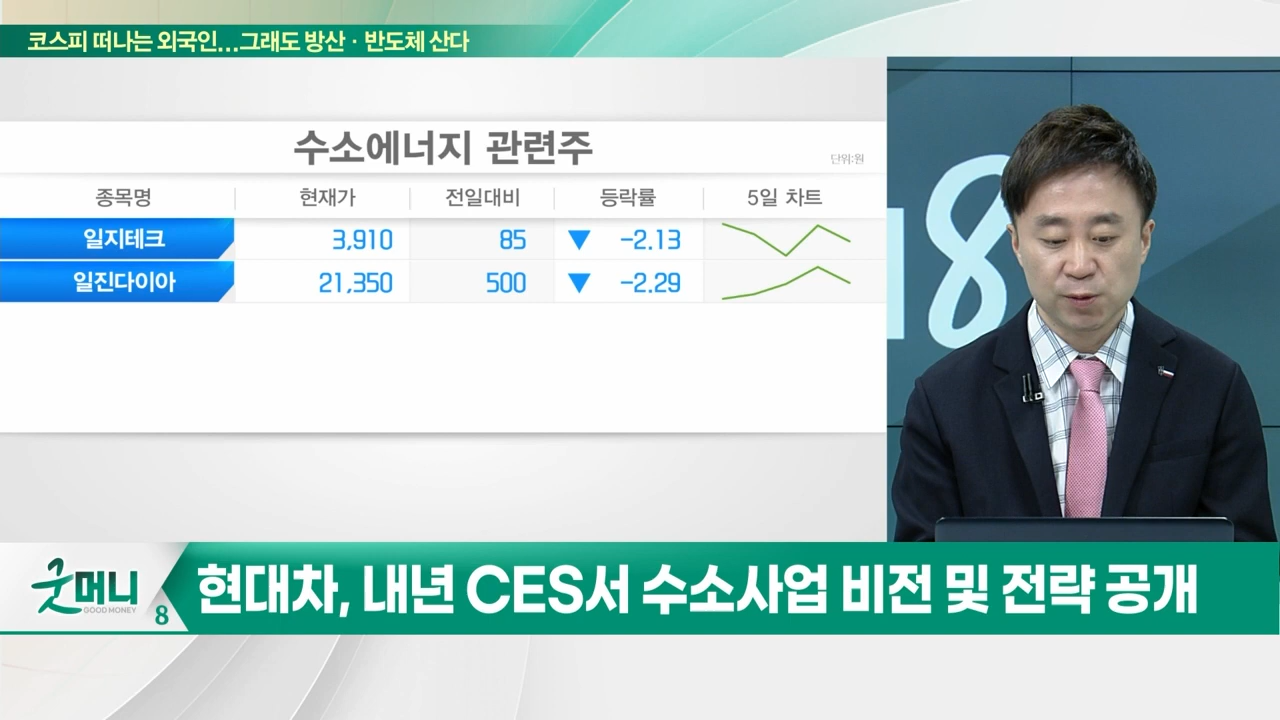 코스피 떠나는 외국인...그래도 방산·반도체 산다
수소에너지 관련주
단위:원
종목명 현재가 전일대비 등락률 5일 차트
일지테크 3,910 85 ▼ -2.13
일진다이아 21,350 500 ▼ -2.29
8
굿머니
GOOD MONEY
8
현대차, 내년 CES서 수소사업 비전 및 전략 공개